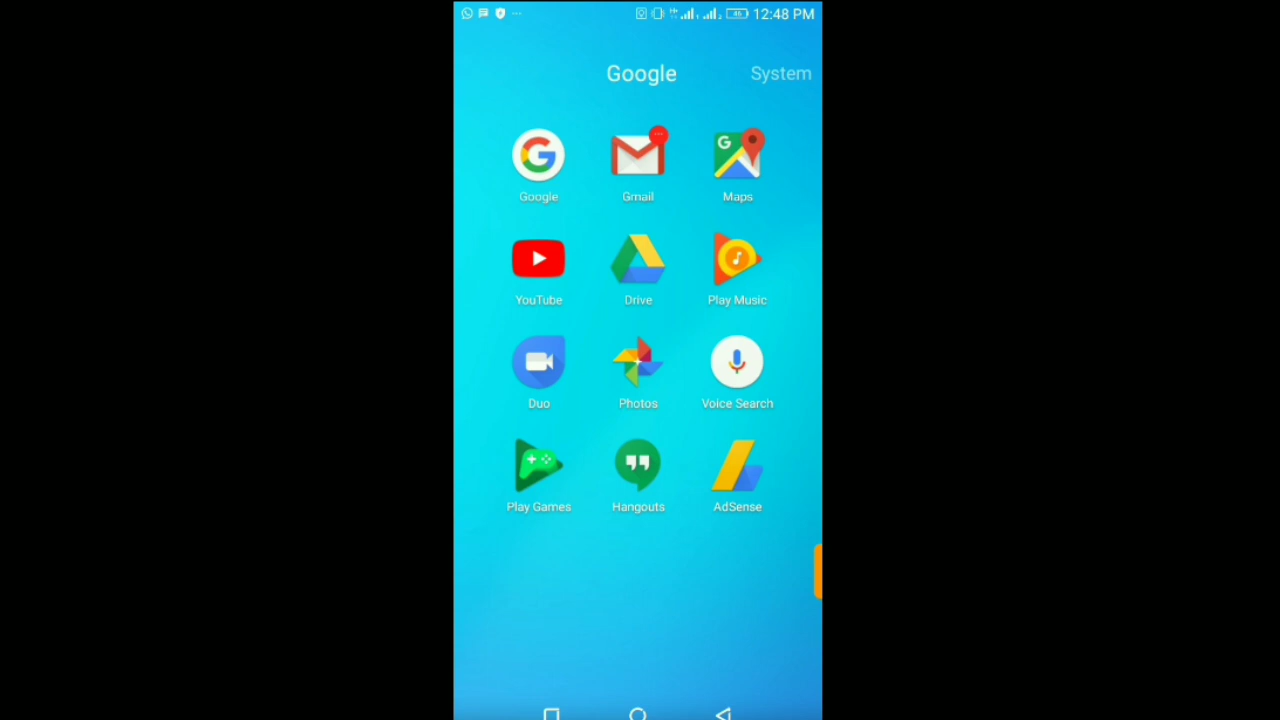 12:48 PM
Google System
Google Gmail Maps
YouTube Drive Play Music
Duo Photos Voice Search
Play Games Hangouts AdSense